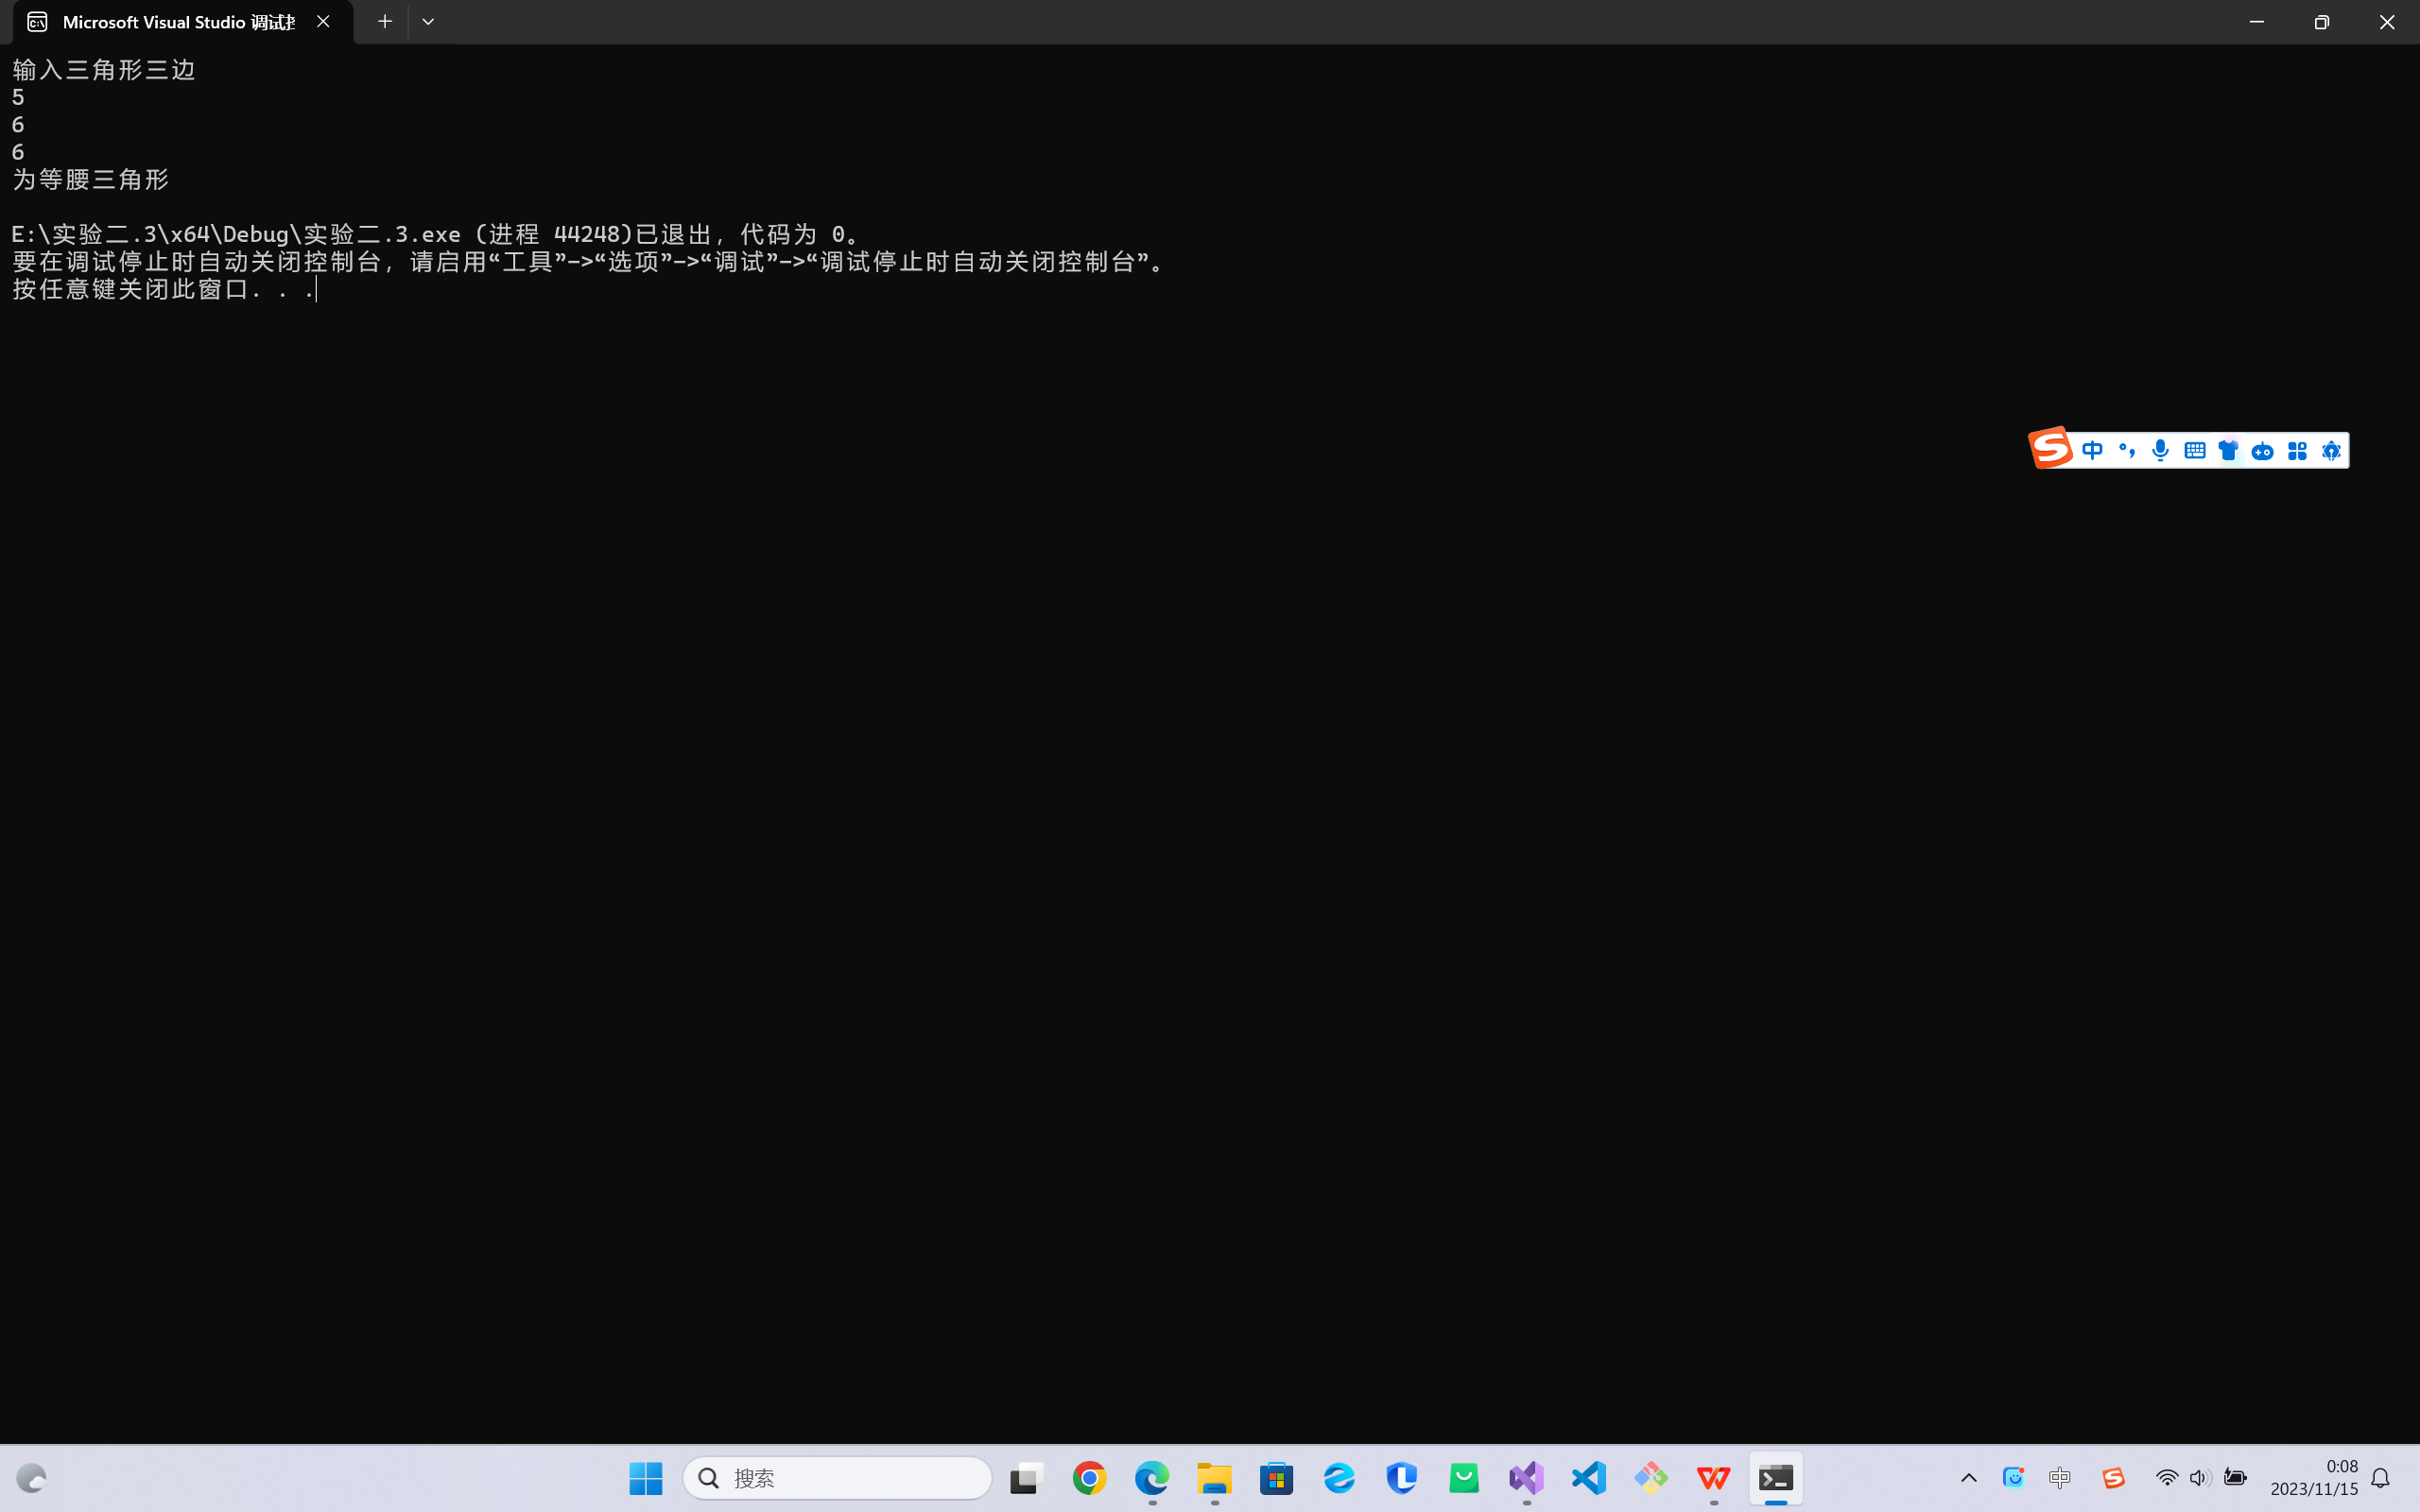 Microsoft Visual Studio 调试
输入三角形三边
5
6
6
为等腰三角形
E:\实验二.3\x64\Debug\实验二.3.exe (进程 44248)已退出，代码为 0。
要在调试停止时自动关闭控制台，请启用“工具”->“选项”->“调试”->“调试停止时自动关闭控制台”。
按任意键关闭此窗口. . .
中
搜索
中
0:08
2023/11/15